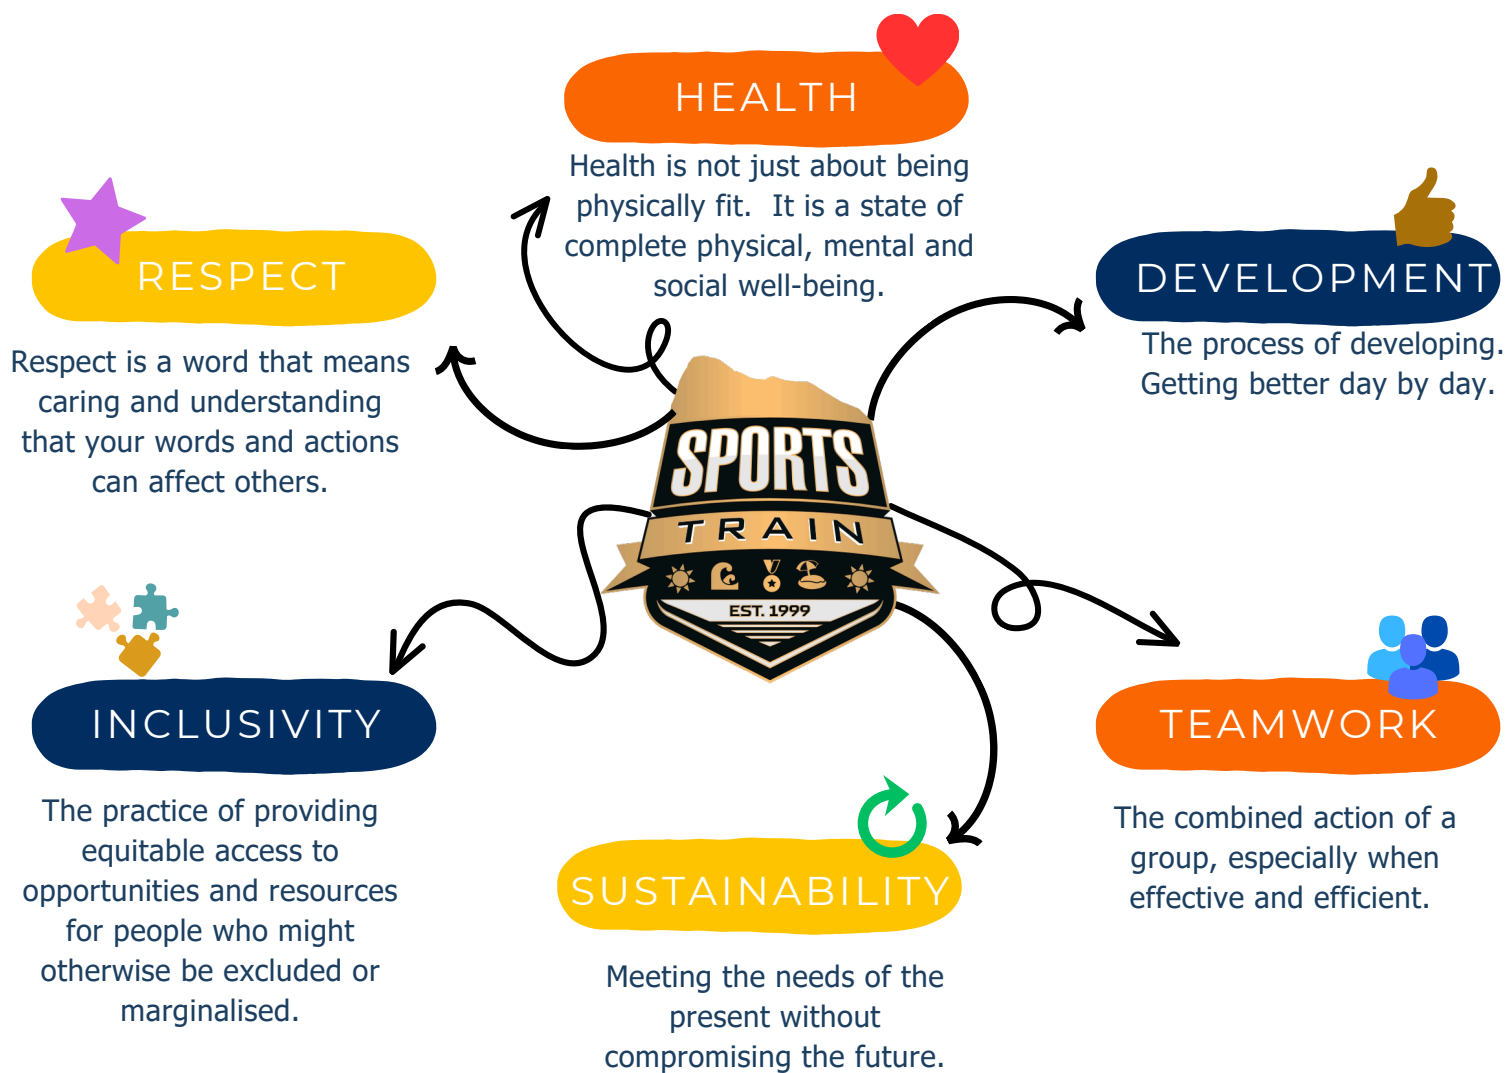 HEALTH
Health is not just about being
physically fit.  It is a state of
complete physical, mental and
social well-being.
RESPECT
Respect is a word that means
caring and understanding
that your words and actions
can affect others.
DEVELOPMENT
The process of developing.
Getting better day by day.
SPORTS
TRAIN
EST. 1999
INCLUSIVITY
The practice of providing
equitable access to
opportunities and resources
for people who might
otherwise be excluded or
marginalised.
TEAMWORK
The combined action of a
group, especially when
effective and efficient.
SUSTAINABILITY
Meeting the needs of the
present without
compromising the future.